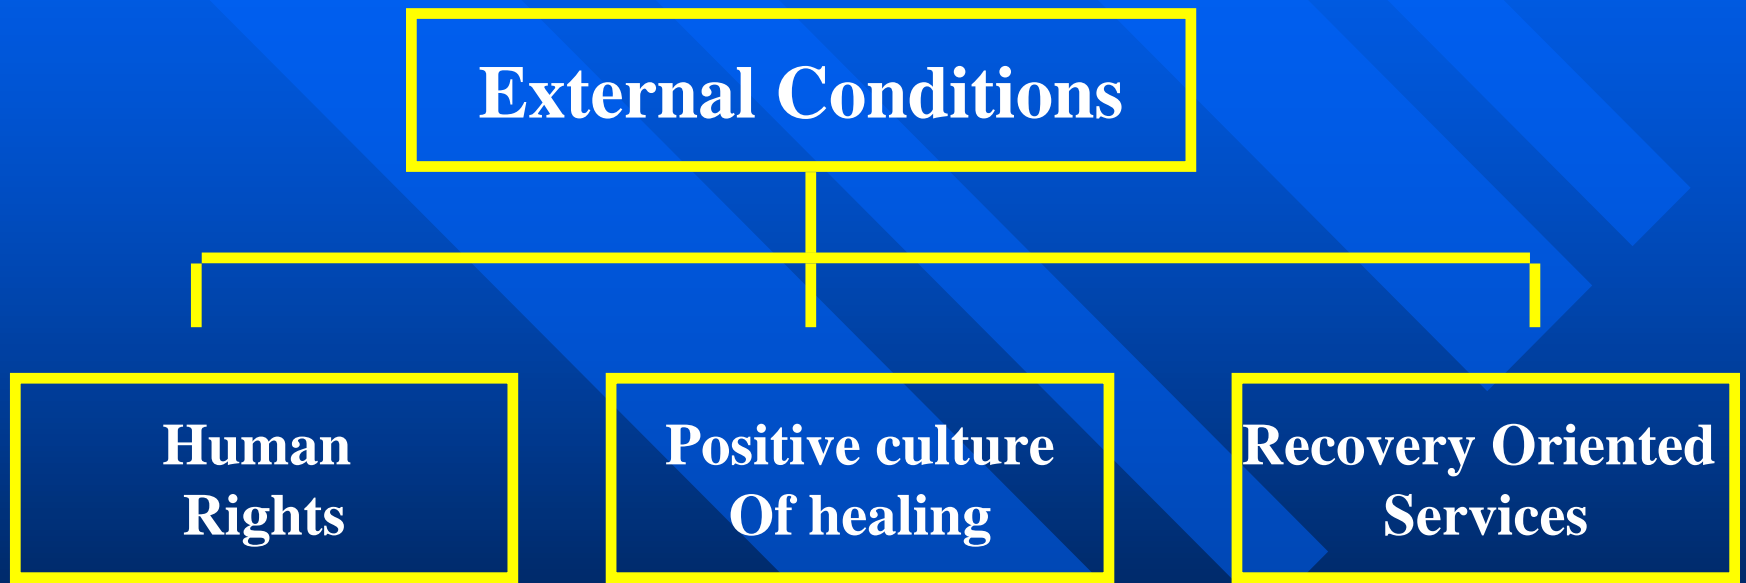 External Conditions
Human
Rights
Positive culture
Of healing
Recovery Oriented
Services